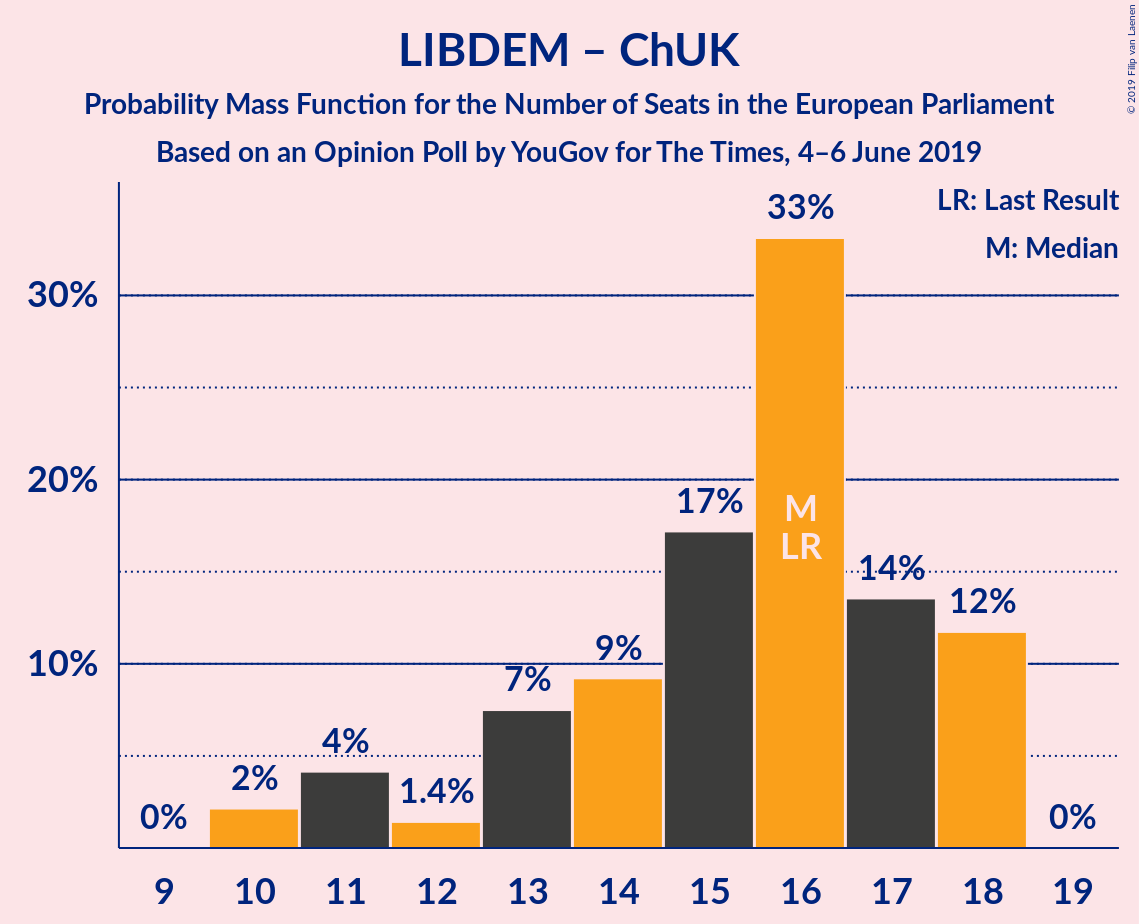 LIBDEM – ChUK
Probability Mass Function for the Number of Seats in the European Parliament
Based on an Opinion Poll by YouGov for The Times, 4–6 June 2019
© 2019 Filip van Laenen
LR: Last Result
M: Median
30%
20%
10%
0%
2%
4%
1.4%
7%
9%
17%
33%
M
LR
14%
12%
0%
9 10 11 12 13 14 15 16 17 18 19